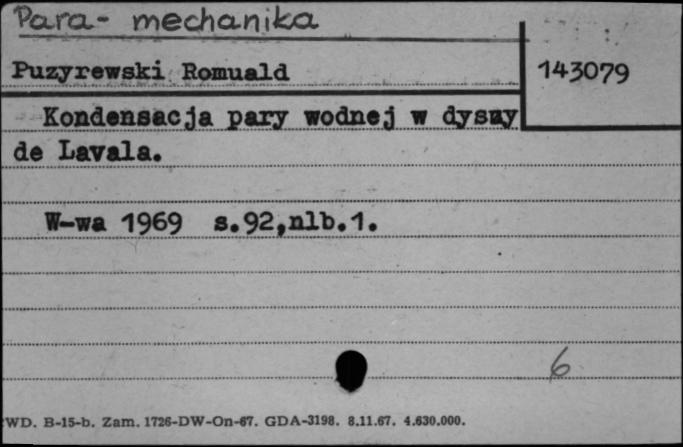 Para- mechanika
Puzyrewski Romuald
143079
Kondensacja pary wodnej w dyszy
de Lavala.
W-wa 1969 s.92,nlb.1.
6
WD. B-15-b. Zam. 1726-DW-On-67. GDA-3198. 8.11.67. 4.630.000.